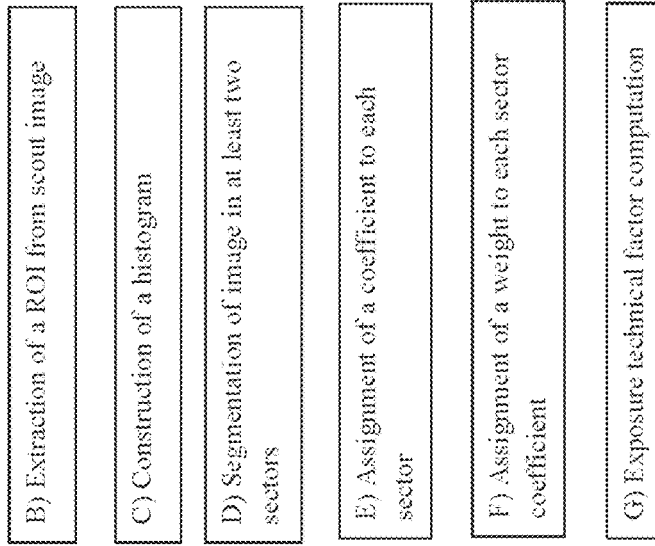 B) Extraction of a ROI from scout image
C) Construction of a histogram
D) Segmentation of image in at least two
sectors
E) Assignment of a coefficient to each
sector
F) Assignment of a weight to each sector
coefficient
G) Exposure technical factor computation